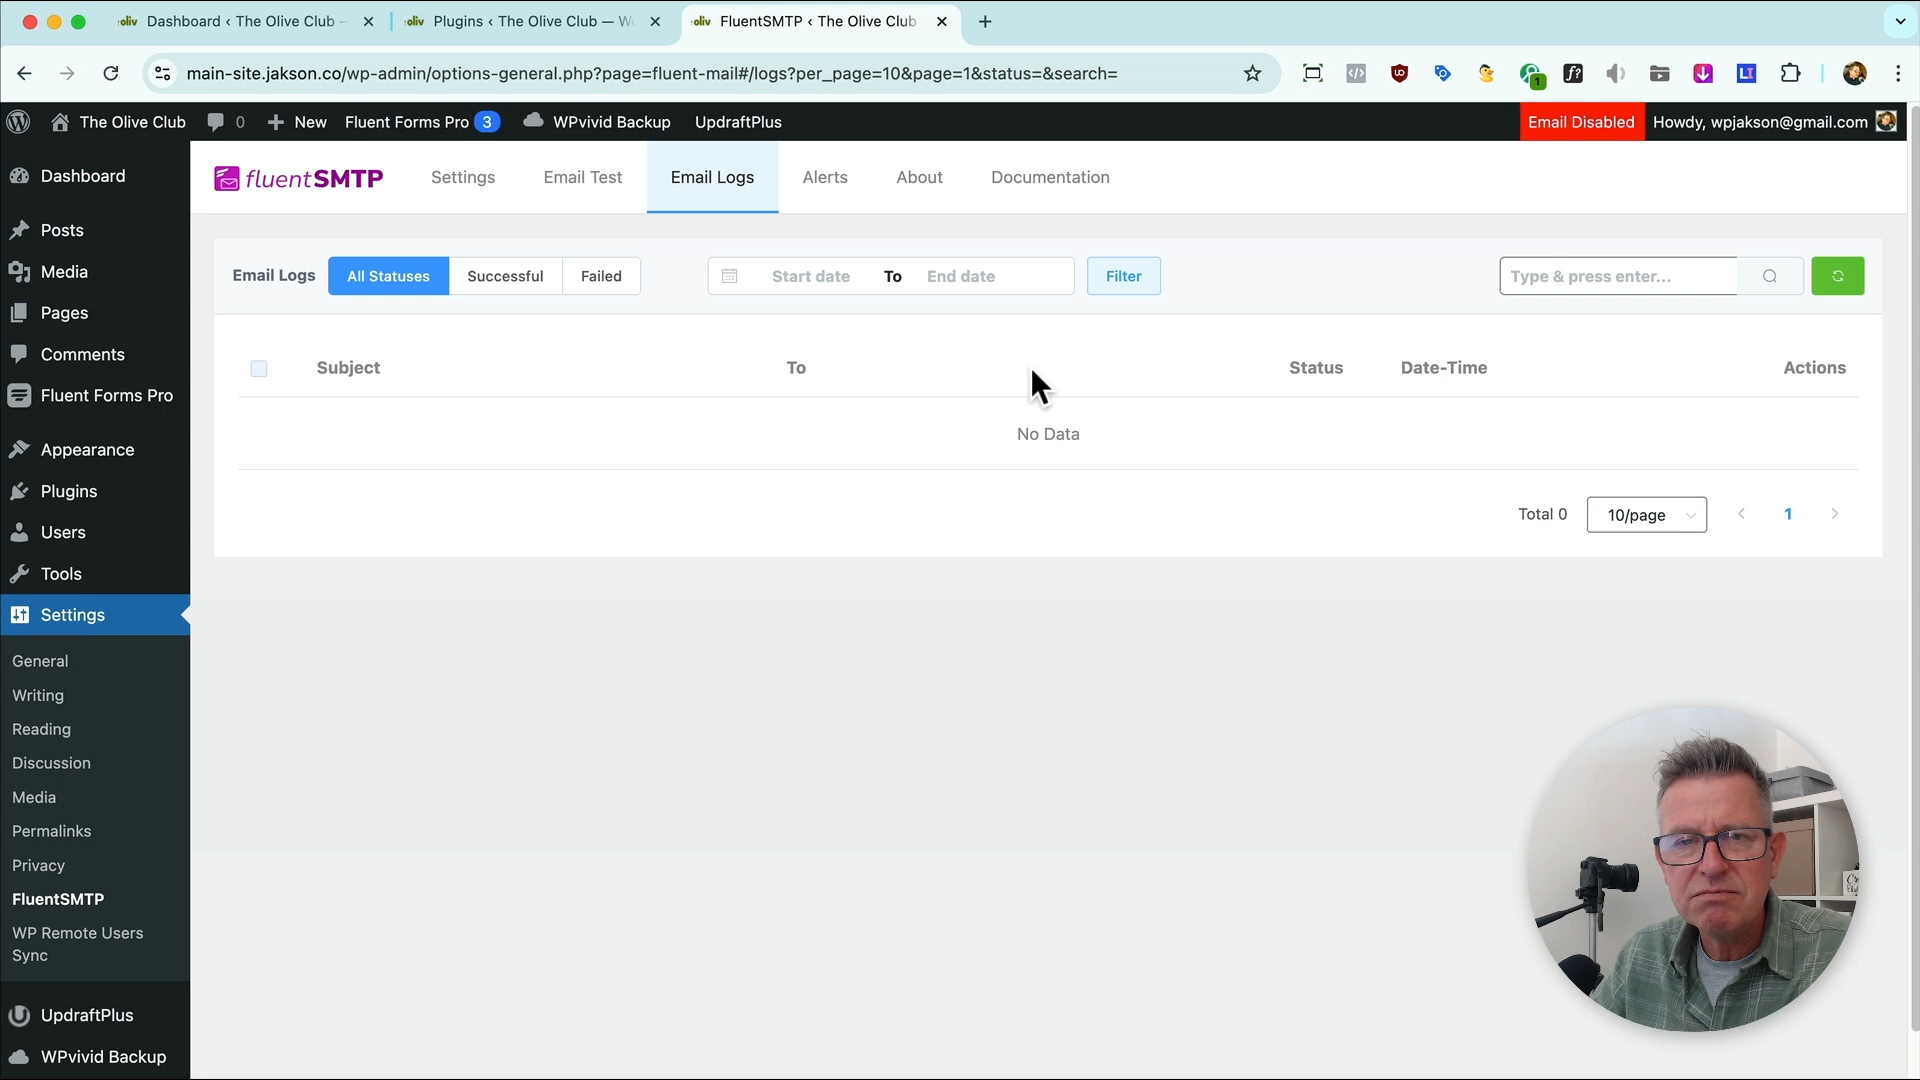 Dashboard ‹ The Olive Club –
Plugins ‹ The Olive Club — W
FluentSMTP ‹ The Olive Club
main-site.jakson.co/wp-admin/options-general.php?page=fluent-mail#/logs?per_page=10&page=1&status=&search=
The Olive Club
0
New
Fluent Forms Pro 3
WPvivid Backup
UpdraftPlus
Email Disabled
Howdy, wpjakson@gmail.com
Dashboard
Posts
Media
Pages
Comments
Fluent Forms Pro
Appearance
Plugins
Users
Tools
Settings
General
Writing
Reading
Discussion
Media
Permalinks
Privacy
FluentSMTP
WP Remote Users
Sync
UpdraftPlus
WPvivid Backup
fluentSMTP
Settings
Email Test
Email Logs
Alerts
About
Documentation
Email Logs
All Statuses
Successful
Failed
Start date To End date
Filter
Type & press enter...
Subject
To
Status
Date-Time
Actions
No Data
Total 0
10/page
1